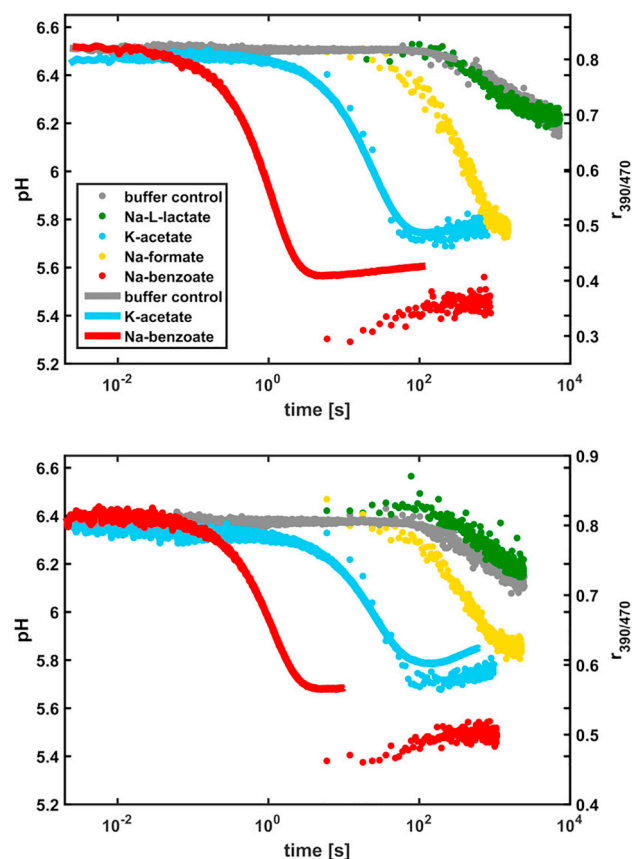 6.6
6.4
6.2
6
5.8
5.6
5.4
5.2
pH
0.8
0.7
0.6
0.5
0.4
0.3
r390/470
buffer control
Na-L-lactate
K-acetate
Na-formate
Na-benzoate
buffer control
K-acetate
Na-benzoate
10-2 100 102 104
time [s]
6.6
6.4
6.2
6
5.8
5.6
5.4
5.2
pH
0.9
0.8
0.7
0.6
0.5
0.4
r390/470
10-2 100 102 104
time [s]